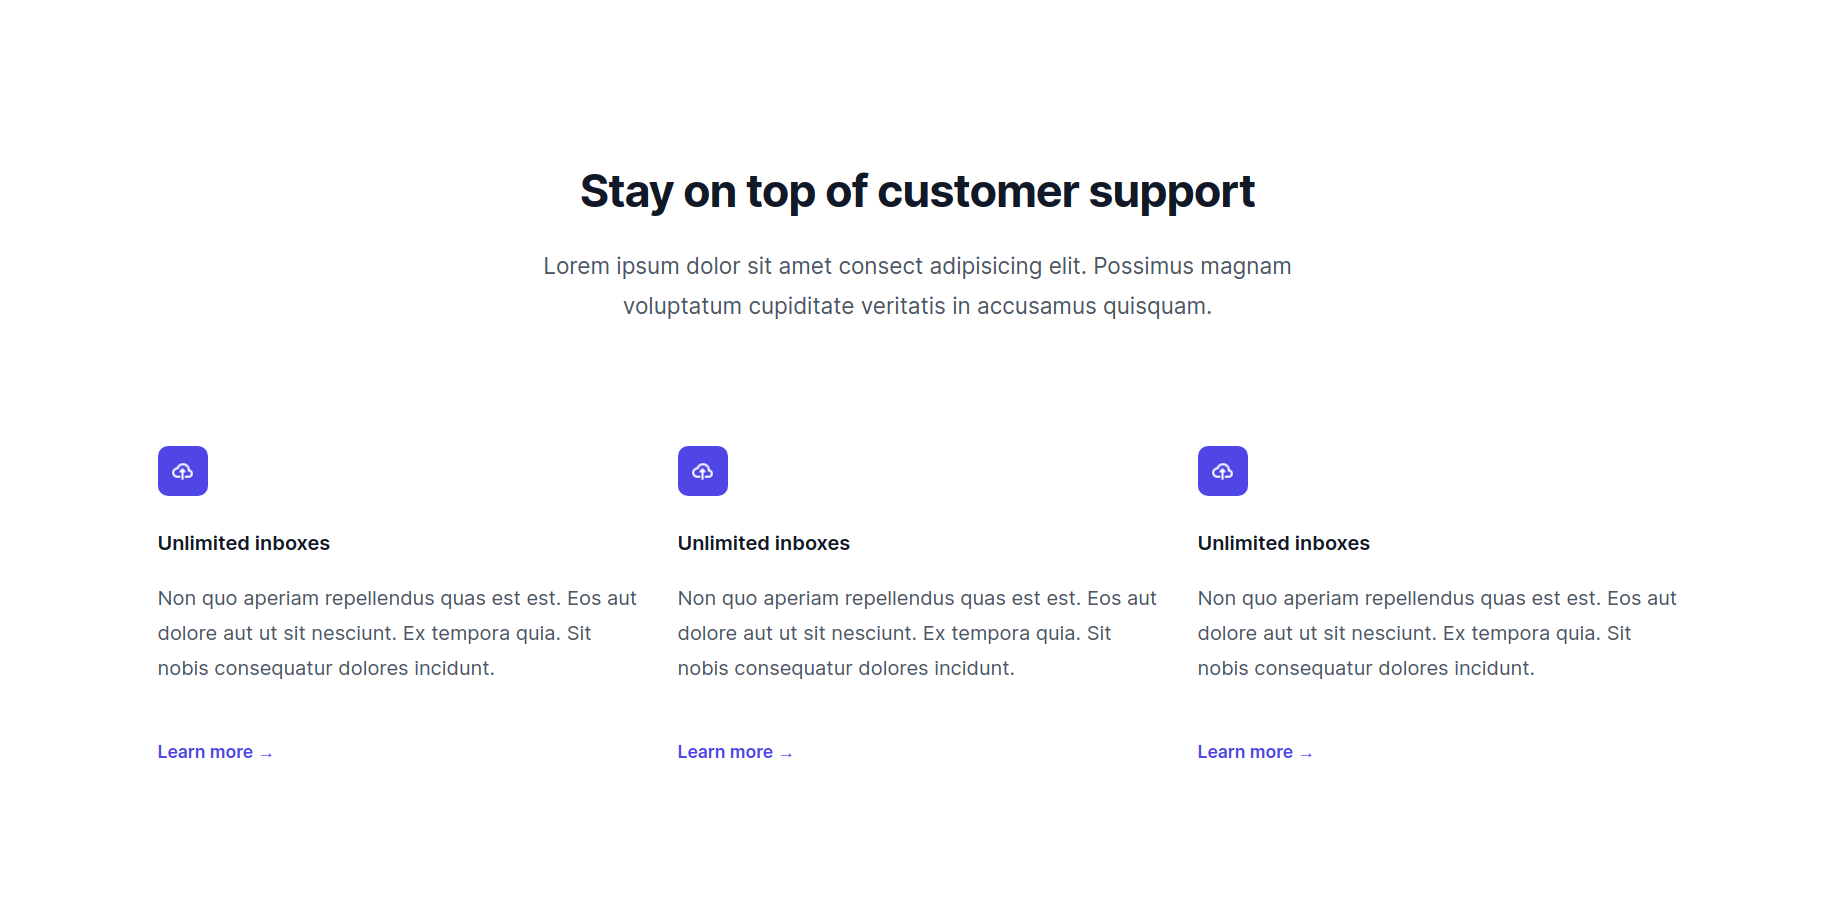 Stay on top of customer support
Lorem ipsum dolor sit amet consect adipisicing elit. Possimus magnam
voluptatum cupiditate veritatis in accusamus quisquam.
Unlimited inboxes
Non quo aperiam repellendus quas est est. Eos aut
dolore aut ut sit nesciunt. Ex tempora quia. Sit
nobis consequatur dolores incidunt.
Learn more →
Unlimited inboxes
Non quo aperiam repellendus quas est est. Eos aut
dolore aut ut sit nesciunt. Ex tempora quia. Sit
nobis consequatur dolores incidunt.
Learn more →
Unlimited inboxes
Non quo aperiam repellendus quas est est. Eos aut
dolore aut ut sit nesciunt. Ex tempora quia. Sit
nobis consequatur dolores incidunt.
Learn more →